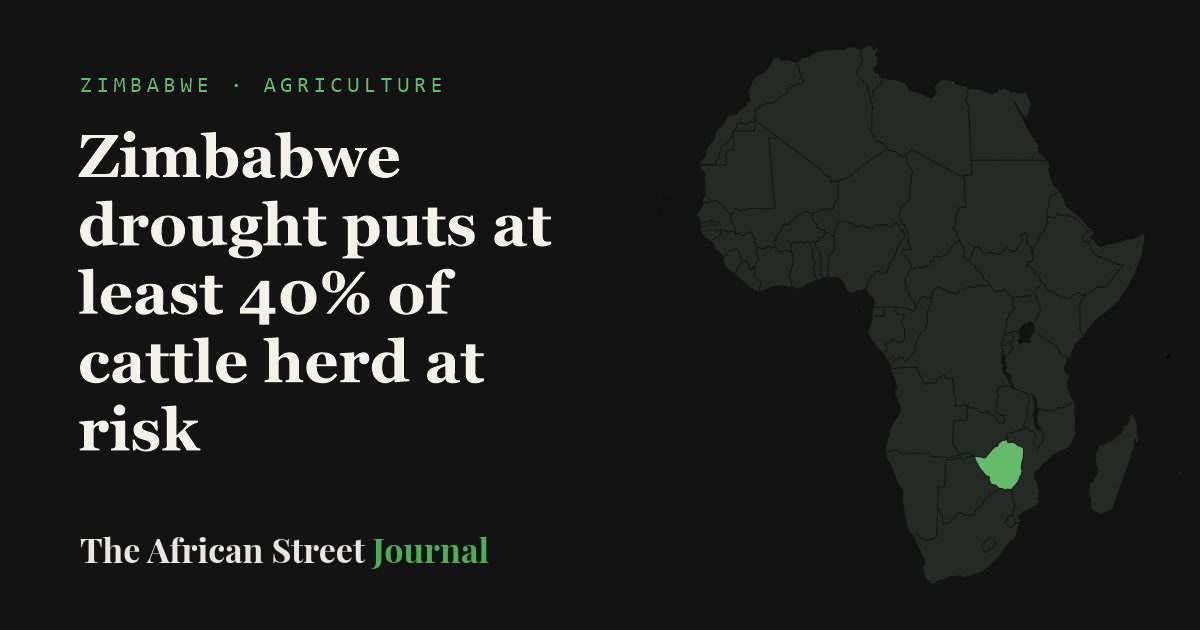 ZIMBABWE · AGRICULTURE
Zimbabwe
drought puts at
least 40% of
cattle herd at
risk
The African Street Journal